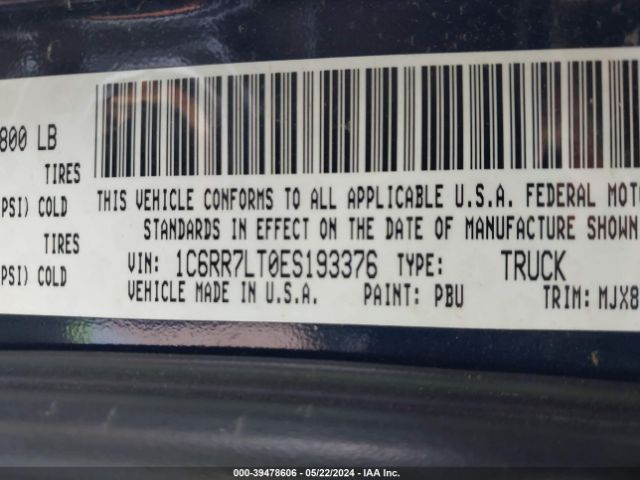 800 LB
TIRES
PSI) COLD
TIRES
PSI) COLD
THIS VEHICLE CONFORMS TO ALL APPLICABLE U.S.A. FEDERAL MOTO
STANDARDS IN EFFECT ON THE DATE OF MANUFACTURE SHOWN
VIN: 1C6RR7LT0ES193376 TYPE: TRUCK
VEHICLE MADE IN U.S.A. PAINT: PBU TRIM: MJX8
000-39478606 - 05/22/2024 - IAA Inc.